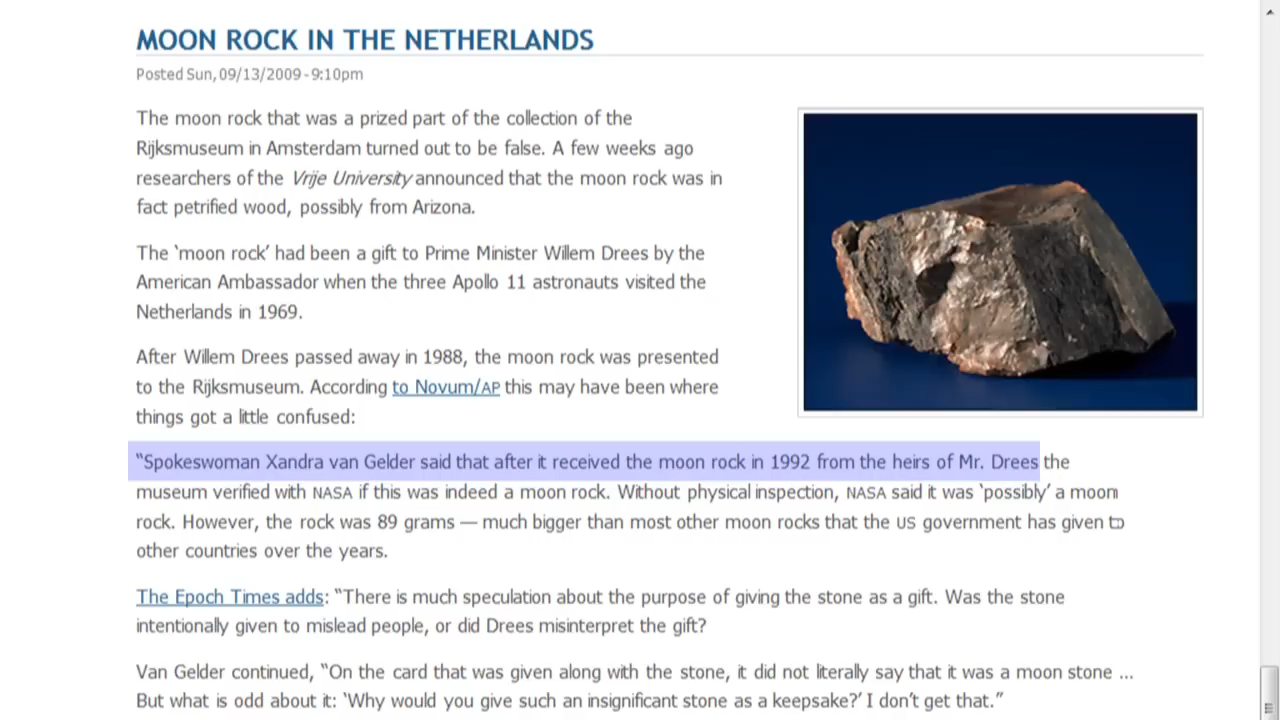 MOON ROCK IN THE NETHERLANDS
Posted Sun, 09/13/2009 - 9:10pm
The moon rock that was a prized part of the collection of the
Rijksmuseum in Amsterdam turned out to be false. A few weeks ago
researchers of the Vrije University announced that the moon rock was in
fact petrified wood, possibly from Arizona.
The ‘moon rock’ had been a gift to Prime Minister Willem Drees by the
American Ambassador when the three Apollo 11 astronauts visited the
Netherlands in 1969.
After Willem Drees passed away in 1988, the moon rock was presented
to the Rijksmuseum. According to Novum/AP this may have been where
things got a little confused:
“Spokeswoman Xandra van Gelder said that after it received the moon rock in 1992 from the heirs of Mr. Drees the
museum verified with NASA if this was indeed a moon rock. Without physical inspection, NASA said it was ‘possibly’ a moon
rock. However, the rock was 89 grams — much bigger than most other moon rocks that the US government has given to
other countries over the years.
The Epoch Times adds: “There is much speculation about the purpose of giving the stone as a gift. Was the stone
intentionally given to mislead people, or did Drees misinterpret the gift?
Van Gelder continued, “On the card that was given along with the stone, it did not literally say that it was a moon stone ...
But what is odd about it: ‘Why would you give such an insignificant stone as a keepsake?’ I don’t get that.”